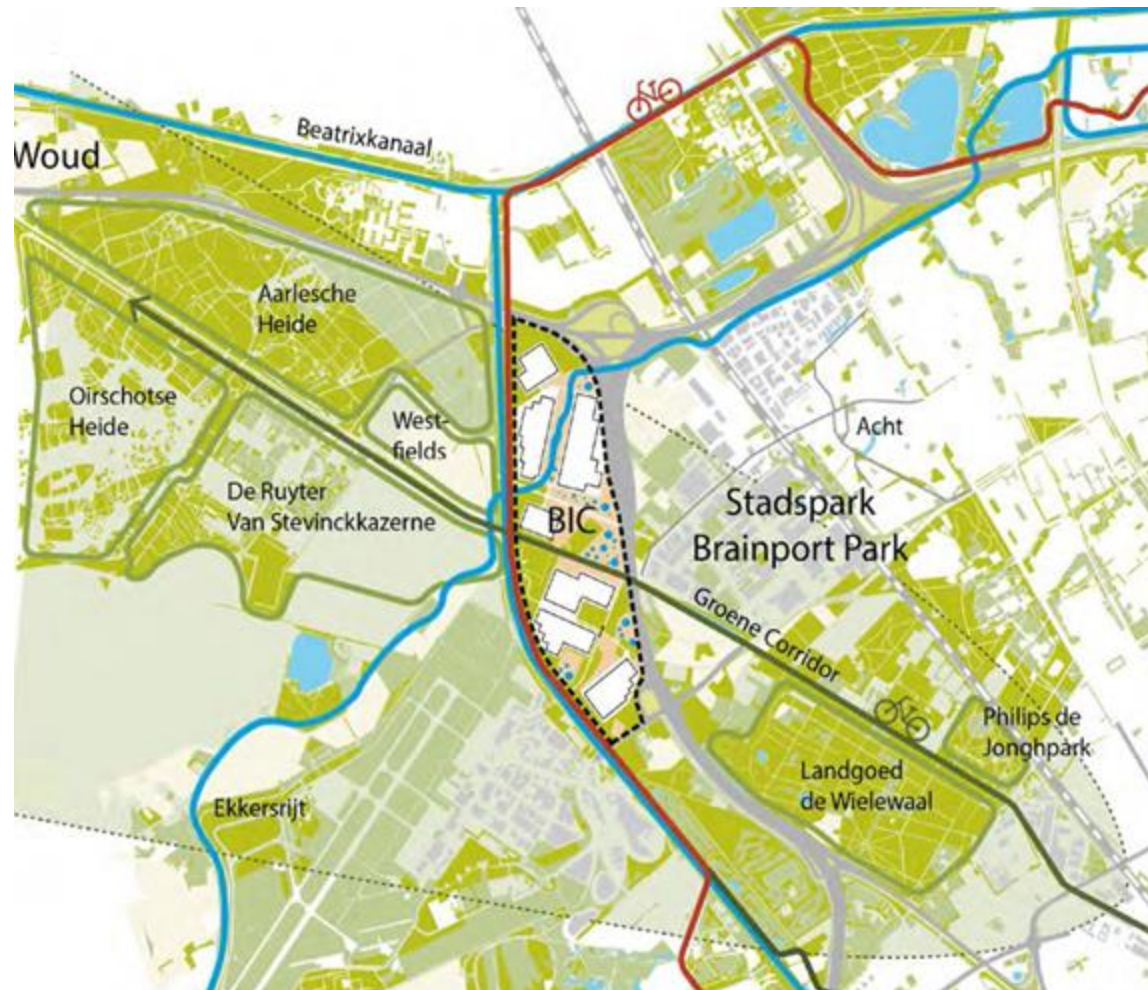 Beatrixkanaal
Woud
Aarlesche
Heide
Oirschotse
Heide
West-
fields
De Ruyter
Van Stevinckkazerne
BIC
Acht
Stadspark
Brainport Park
Groene Corridor
Philips de
Jonghpark
Landgoed
de Wielewaal
Ekkersrijt